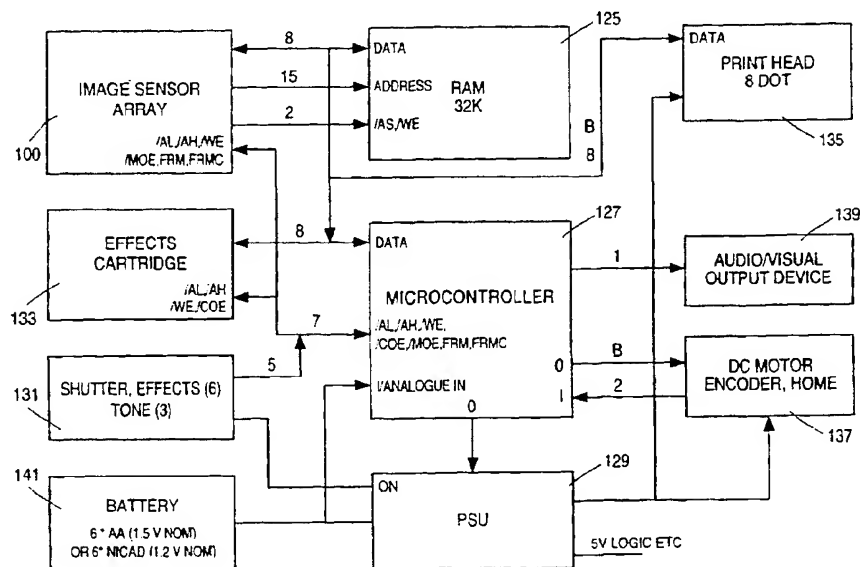 8
DATA
125
DATA
IMAGE SENSOR
ARRAY
15
ADDRESS
RAM
32K
PRINT HEAD
8 DOT
2
/AS,/WE
100
/AL,/AH,/WE
/MOE,FRM,FRMC
B
8
135
127
139
EFFECTS
CARTRIDGE
8
DATA
AUDIO/VISUAL
OUTPUT DEVICE
1
133
/AL,/AH
/WE,/COE
MICROCONTROLLER
7
/AL,/AH,/WE,
/COE,/MOE,FRM,FRMC
5
0
B
DC MOTOR
ENCODER, HOME
131
SHUTTER, EFFECTS (6)
TONE (3)
I/ANALOGUE IN
I
2
0
137
141
129
ON
BATTERY
PSU
6* AA (1.5 V NOM)
OR 6* NICAD (1.2 V NOM)
5V LOGIC ETC